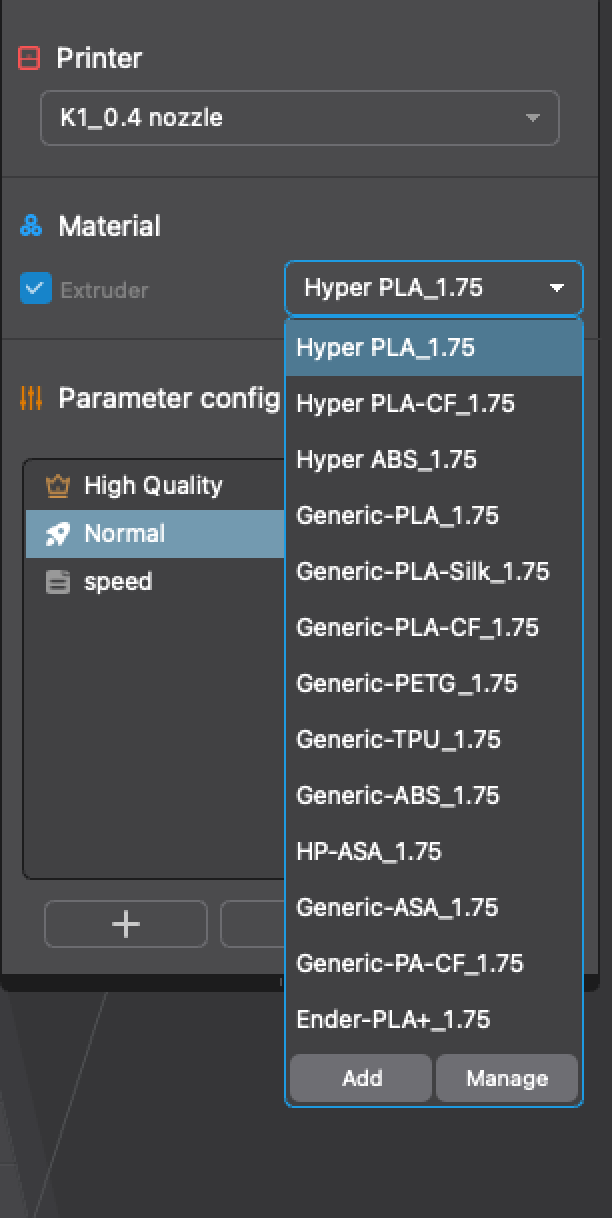 Printer
K1_0.4 nozzle
Material
Extruder
Hyper PLA_1.75
Hyper PLA_1.75
Hyper PLA-CF_1.75
Hyper ABS_1.75
Generic-PLA_1.75
Generic-PLA-Silk_1.75
Generic-PLA-CF_1.75
Generic-PETG_1.75
Generic-TPU_1.75
Generic-ABS_1.75
HP-ASA_1.75
Generic-ASA_1.75
Generic-PA-CF_1.75
Ender-PLA+_1.75
Add
Manage
Parameter config
High Quality
Normal
speed